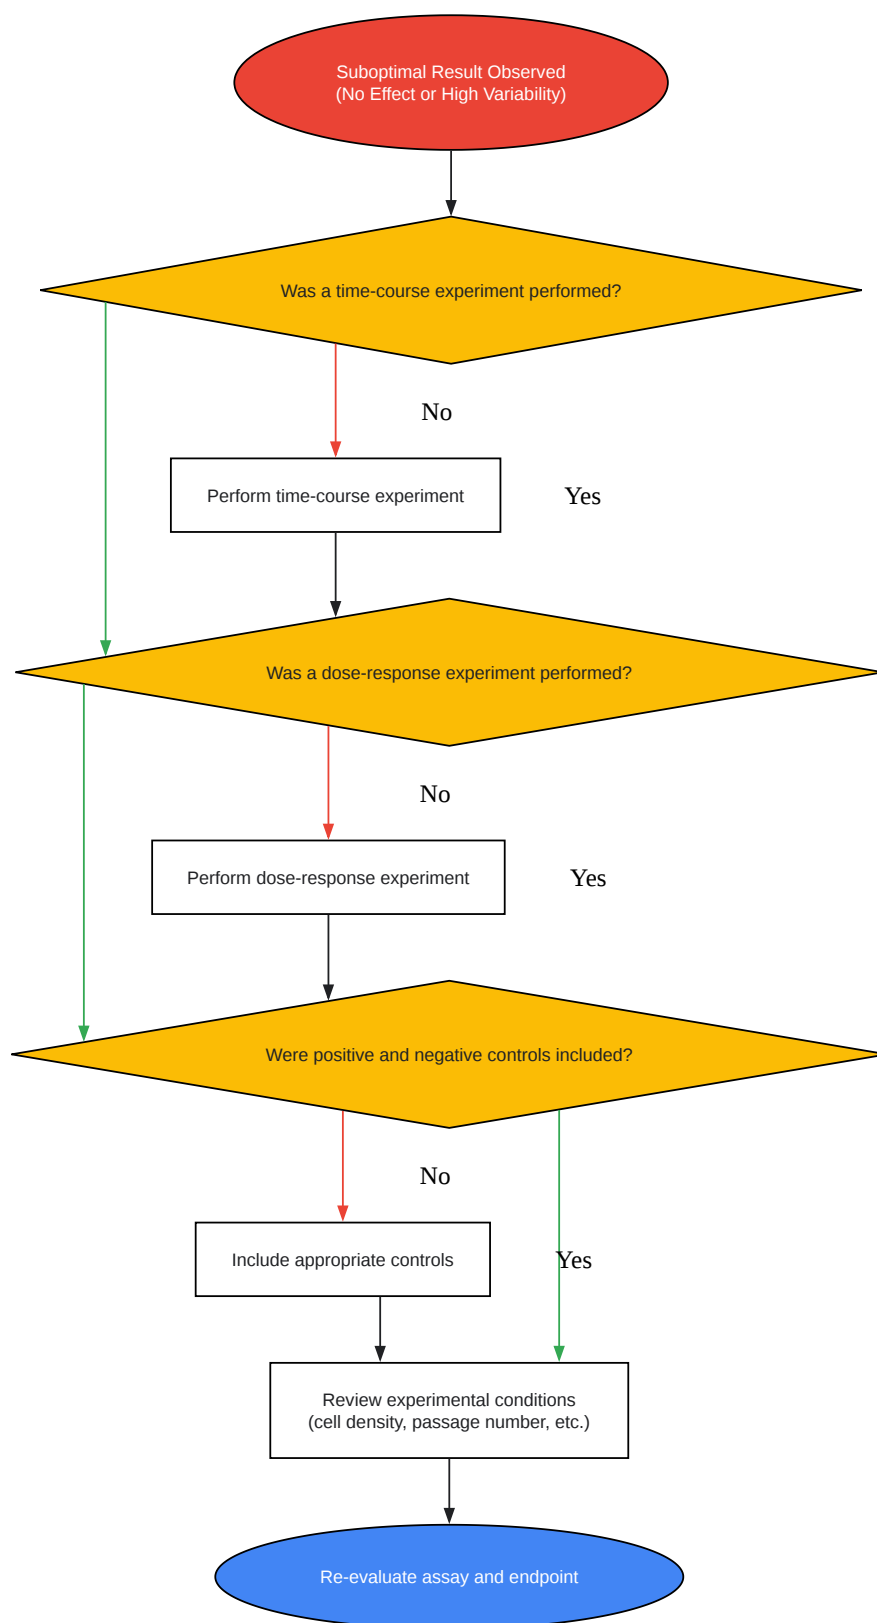 Suboptimal Result Observed
(No Effect or High Variability)
Was a time-course experiment performed?
No
Perform time-course experiment
Yes
Was a dose-response experiment performed?
No
Perform dose-response experiment
Yes
Were positive and negative controls included?
No
Include appropriate controls
Yes
Review experimental conditions
(cell density, passage number, etc.)
Re-evaluate assay and endpoint